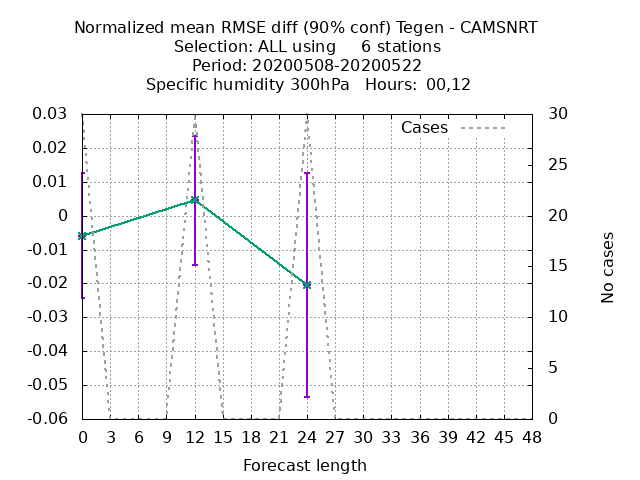 Normalized mean RMSE diff (90% conf) Tegen - CAMSNRT
Selection: ALL using     6 stations
Period: 20200508-20200522
Specific humidity 300hPa   Hours:  00,12
Cases
0.03
0.02
0.01
0
-0.01
-0.02
-0.03
-0.04
-0.05
-0.06
30
25
20
15
10
5
0
No cases
0 3 6 9 12 15 18 21 24 27 30 33 36 39 42 45 48
Forecast length